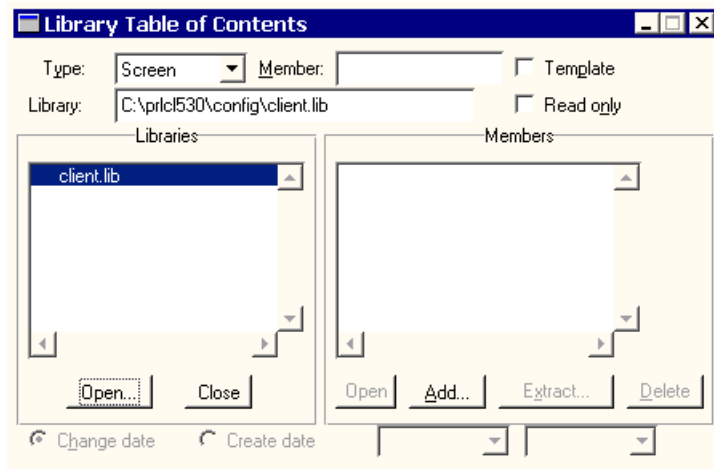 Library Table of Contents
Type: Screen Member: Template
Library: C:\prlcl530\config\client.lib Read only
Libraries Members
client.lib
Open... Close Open Add... Extract... Delete
Change date Create date